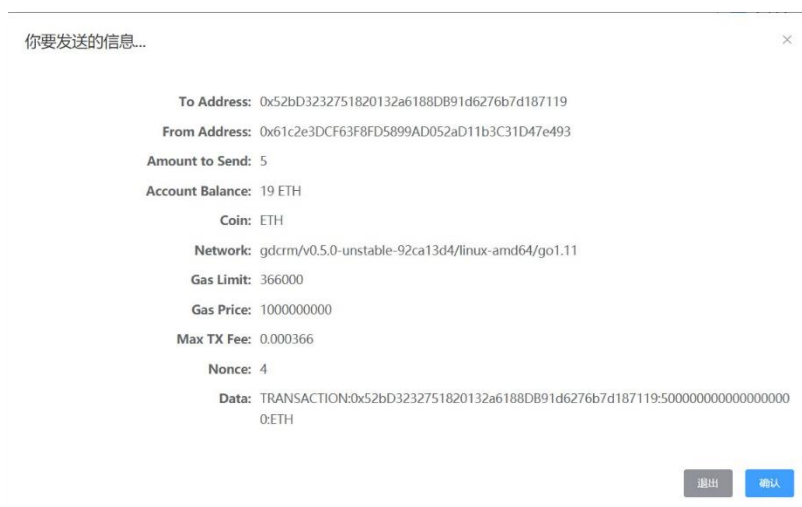 你要发送的信息...
×
To Address: 0x52bD3232751820132a6188DB91d6276b7d187119
From Address: 0x61c2e3DCF63F8FD5899AD052aD11b3C31D47e493
Amount to Send: 5
Account Balance: 19 ETH
Coin: ETH
Network: gdcrm/v0.5.0-unstable-92ca13d4/linux-amd64/go1.11
Gas Limit: 366000
Gas Price: 1000000000
Max TX Fee: 0.000366
Nonce: 4
Data: TRANSACTION:0x52bD3232751820132a6188DB91d6276b7d187119:500000000000000000
0:ETH
退出 确认